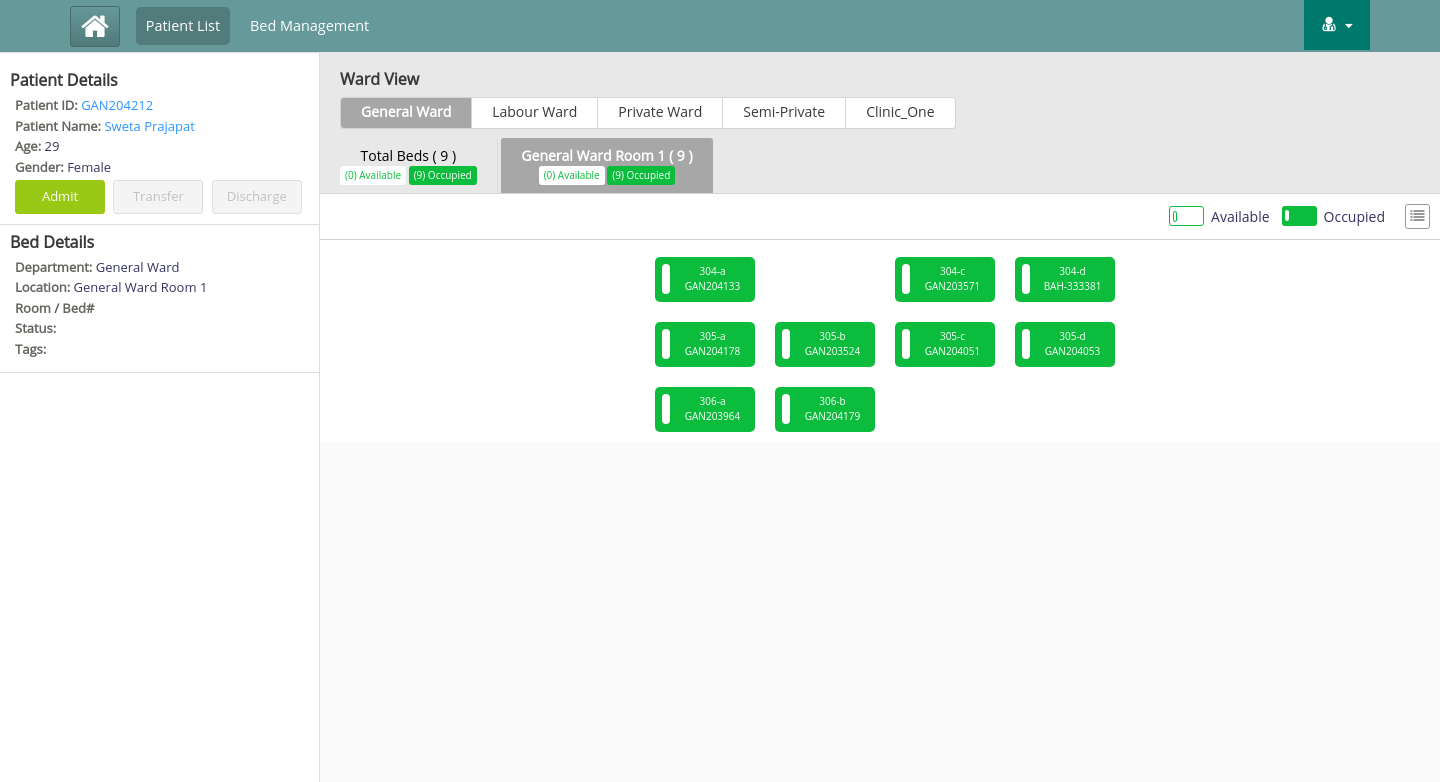 Patient List
Bed Management
Patient Details
Patient ID: GAN204212
Patient Name: Sweta Prajapat
Age: 29
Gender: Female
Admit
Transfer
Discharge
Bed Details
Department: General Ward
Location: General Ward Room 1
Room / Bed#
Status:
Tags:
Ward View
General Ward
Labour Ward
Private Ward
Semi-Private
Clinic_One
Total Beds ( 9 )
(0) Available (9) Occupied
General Ward Room 1 ( 9 )
(0) Available (9) Occupied
Available
Occupied
304-a
GAN204133
304-c
GAN203571
304-d
BAH-333381
305-a
GAN204178
305-b
GAN203524
305-c
GAN204051
305-d
GAN204053
306-a
GAN203964
306-b
GAN204179